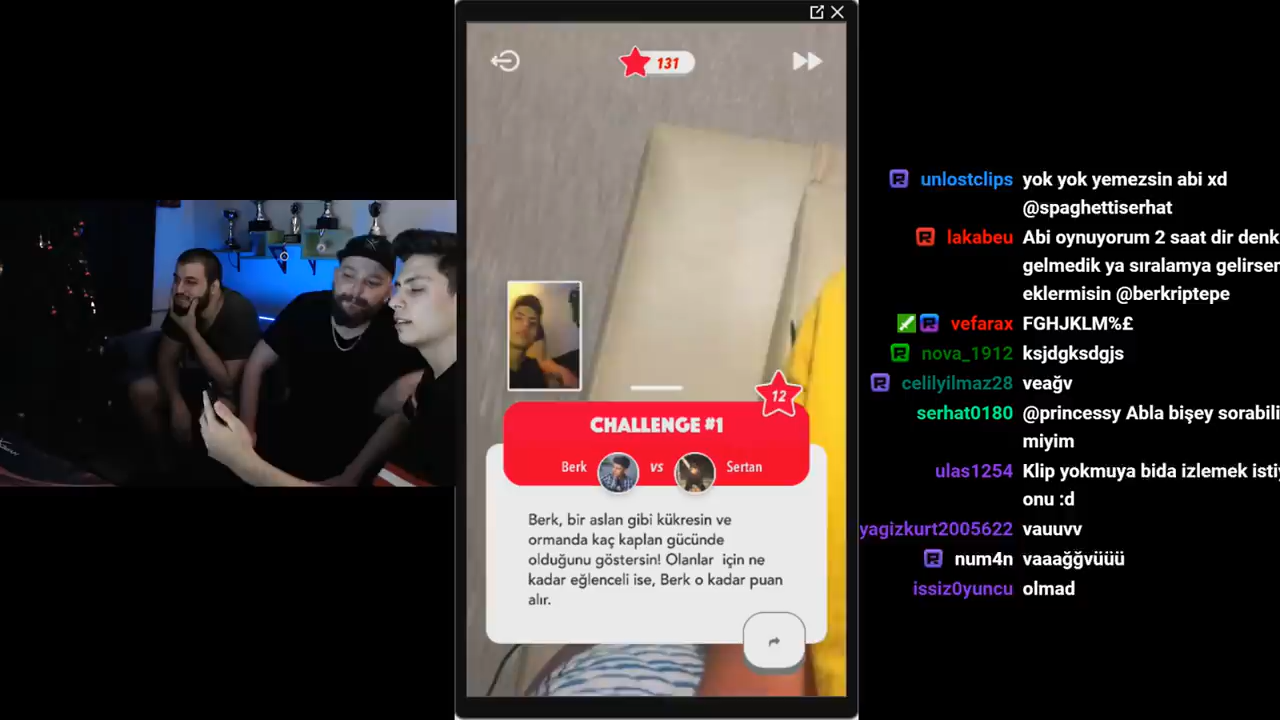 131
12
CHALLENGE #1
Berk vs Sertan
Berk, bir aslan gibi kükresin ve
ormanda kaç kaplan gücünde
olduğunu göstersin! Olanlar için ne
kadar eğlenceli ise, Berk o kadar puan
alır.
unlostclips yok yok yemezsin abi xd
@spaghettiserhat
lakabeu Abi oynuyorum 2 saat dir denk
gelmedik ya sıralamya gelirsen
eklermisin @berkriptepe
vefarax FGHJKLM%£
nova_1912 ksjdgksdgjs
celilyilmaz28 veağv
serhat0180 @princessy Abla bişey sorabili
miyim
ulas1254 Klip yokmuya bida izlemek istiy
onu :d
yagizkurt2005622 vauuvv
num4n vaaağğvüüü
issiz0yuncu olmad